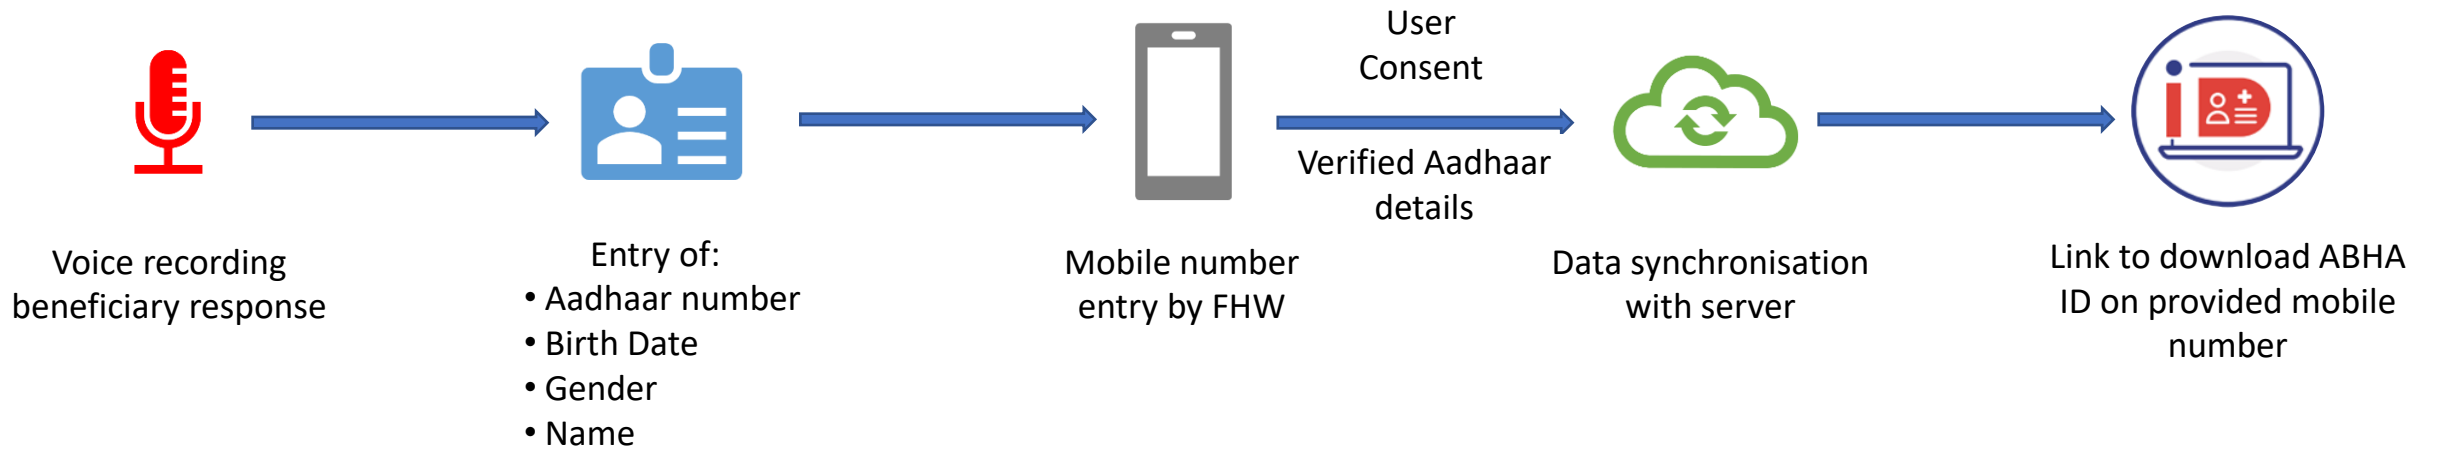 Voice recording
beneficiary response
Entry of:
• Aadhaar number
• Birth Date
• Gender
• Name
Mobile number
entry by FHW
User
Consent
Verified Aadhaar
details
Data synchronisation
with server
Link to download ABHA
ID on provided mobile
number